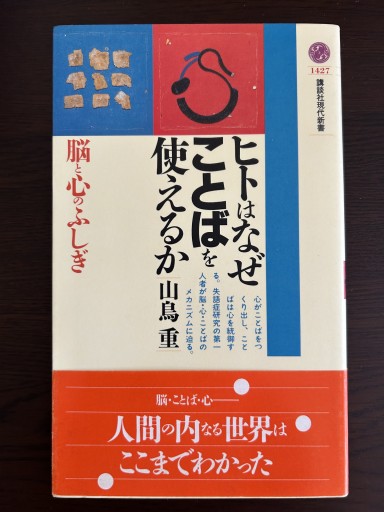 1427
講談社現代新書
ヒトはなぜ
ことばを
使えるか
山鳥 重
脳と心のふしぎ
心がことばをつ
くり出し、こと
ばは心を統御す
る。失語症研究の第一
人者が脳・心・ことばの
メカニズムに迫る。
脳・ことば・心――
人間の内なる世界は
ここまでわかった